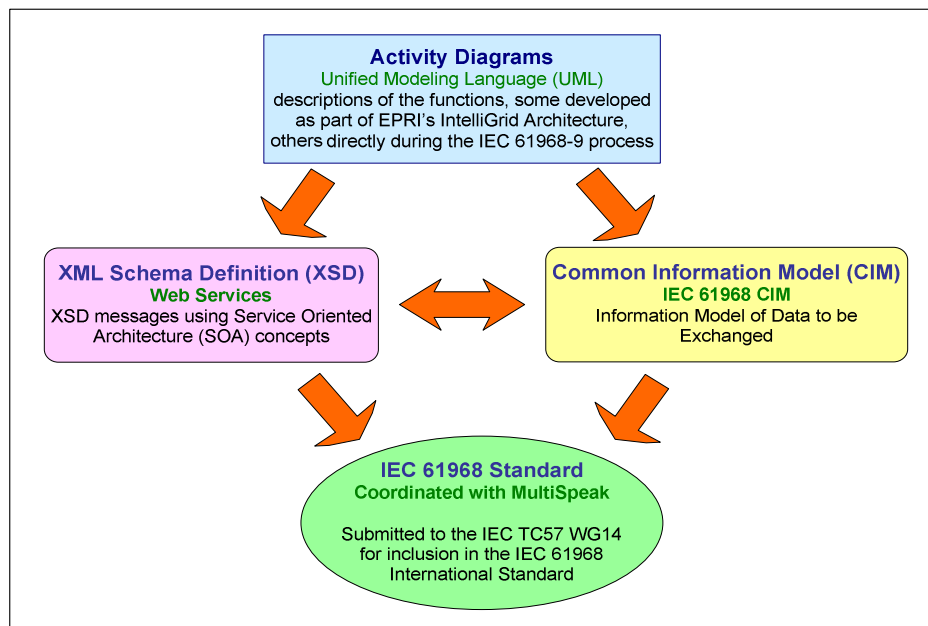 Activity Diagrams
Unified Modeling Language (UML)
descriptions of the functions, some developed
as part of EPRI's IntelliGrid Architecture,
others directly during the IEC 61968-9 process
XML Schema Definition (XSD)
Web Services
XSD messages using Service Oriented
Architecture (SOA) concepts
Common Information Model (CIM)
IEC 61968 CIM
Information Model of Data to be
Exchanged
IEC 61968 Standard
Coordinated with MultiSpeak
Submitted to the IEC TC57 WG14
for inclusion in the IEC 61968
International Standard